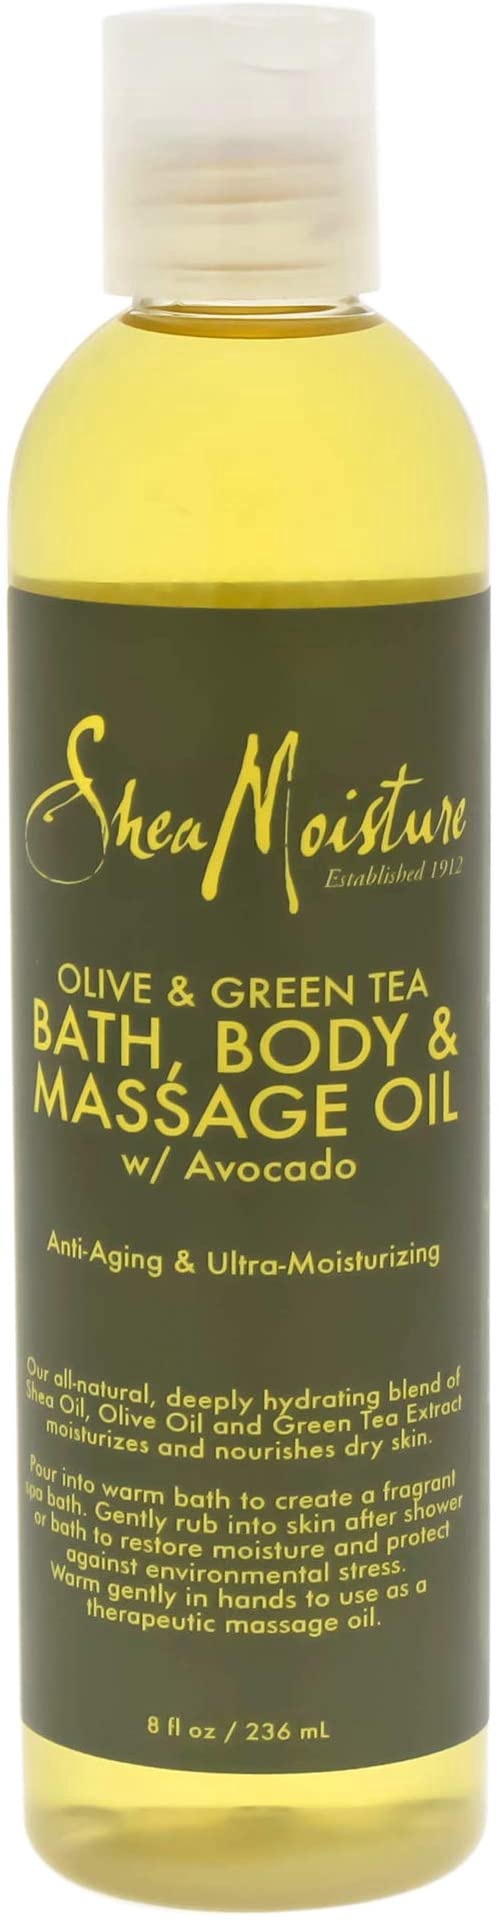 Shea Moisture
Established 1912
OLIVE & GREEN TEA
BATH, BODY &
MASSAGE OIL
w/ Avocado
Anti-Aging & Ultra-Moisturizing
Our all-natural, deeply hydrating blend of
Shea Oil, Olive Oil and Green Tea Extract
moisturizes and nourishes dry skin.
Pour into warm bath to create a fragrant
spa bath. Gently rub into skin after shower
or bath to restore moisture and protect
against environmental stress.
Warm gently in hands to use as a
therapeutic massage oil.
8 fl oz / 236 mL